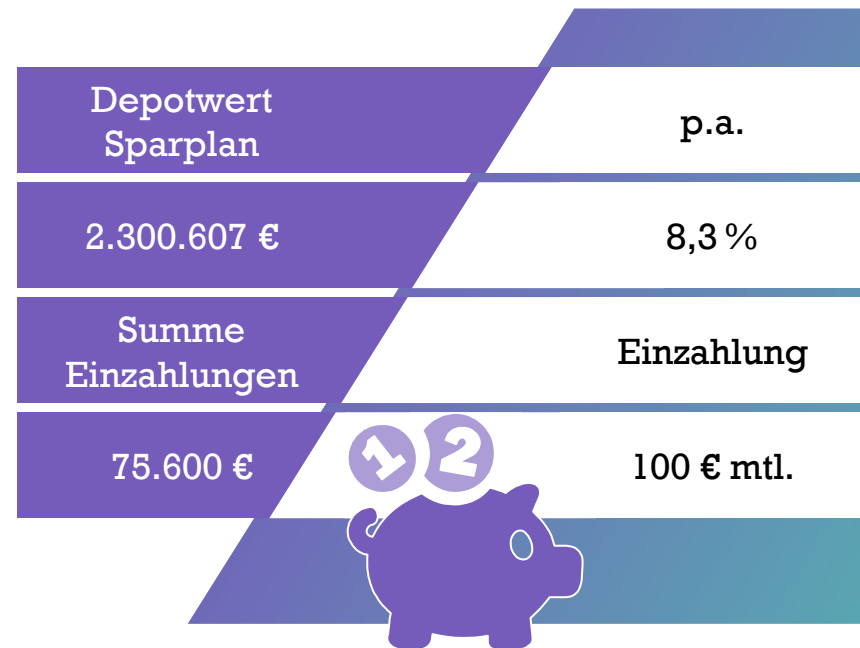 Depotwert
Sparplan
p.a.
2.300.607 €
8,3 %
Summe
Einzahlungen
Einzahlung
75.600 €
100 € mtl.
1 2